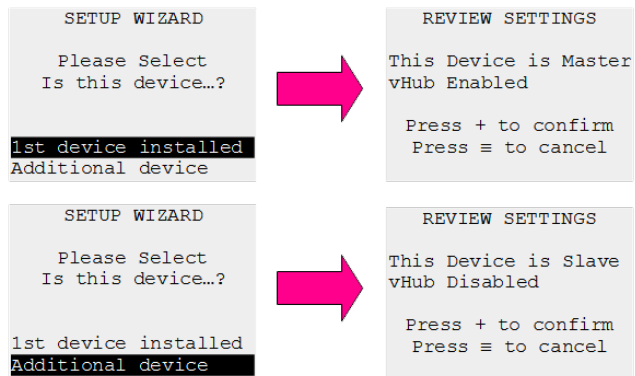 SETUP WIZARD
Please Select
Is this device…?
1st device installed
Additional device
REVIEW SETTINGS
This Device is Master
vHub Enabled
Press + to confirm
Press ≡ to cancel
SETUP WIZARD
Please Select
Is this device…?
1st device installed
Additional device
REVIEW SETTINGS
This Device is Slave
vHub Disabled
Press + to confirm
Press ≡ to cancel